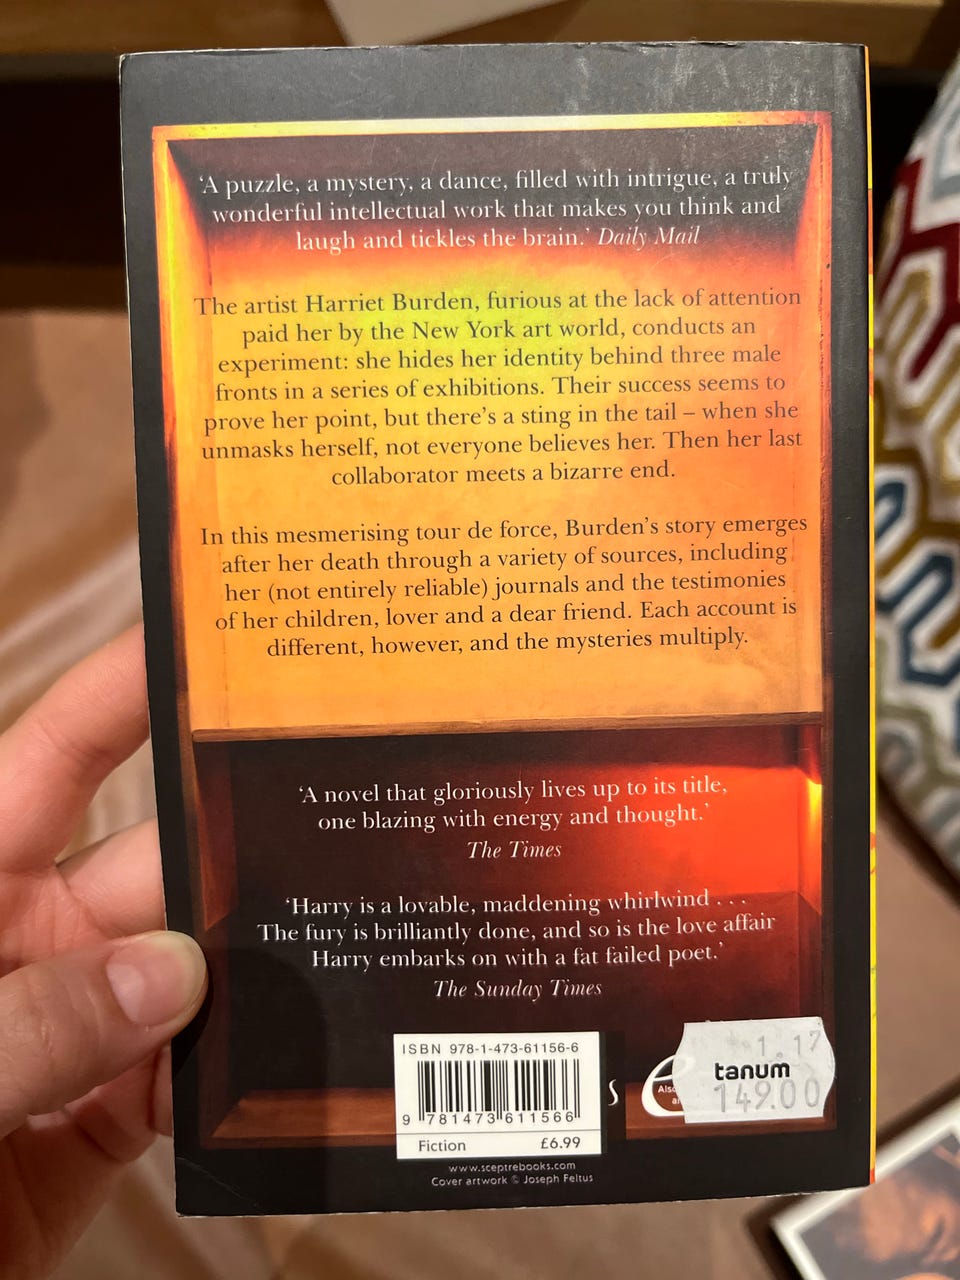 ‘A puzzle, a mystery, a dance, filled with intrigue, a truly
wonderful intellectual work that makes you think and
laugh and tickles the brain.’ Daily Mail
The artist Harriet Burden, furious at the lack of attention
paid her by the New York art world, conducts an
experiment: she hides her identity behind three male
fronts in a series of exhibitions. Their success seems to
prove her point, but there’s a sting in the tail – when she
unmasks herself, not everyone believes her. Then her last
collaborator meets a bizarre end.
In this mesmerising tour de force, Burden’s story emerges
after her death through a variety of sources, including
her (not entirely reliable) journals and the testimonies
of her children, lover and a dear friend. Each account is
different, however, and the mysteries multiply.
‘A novel that gloriously lives up to its title,
one blazing with energy and thought.’
The Times
‘Harry is a lovable, maddening whirlwind . . .
The fury is brilliantly done, and so is the love affair
Harry embarks on with a fat failed poet.’
The Sunday Times
ISBN 978-1-473-61156-6
9 781473 611566
Fiction £6.99
S
e
Also
1.17
tanum
149.00
www.sceptrebooks.com
Cover artwork © Joseph Feltus